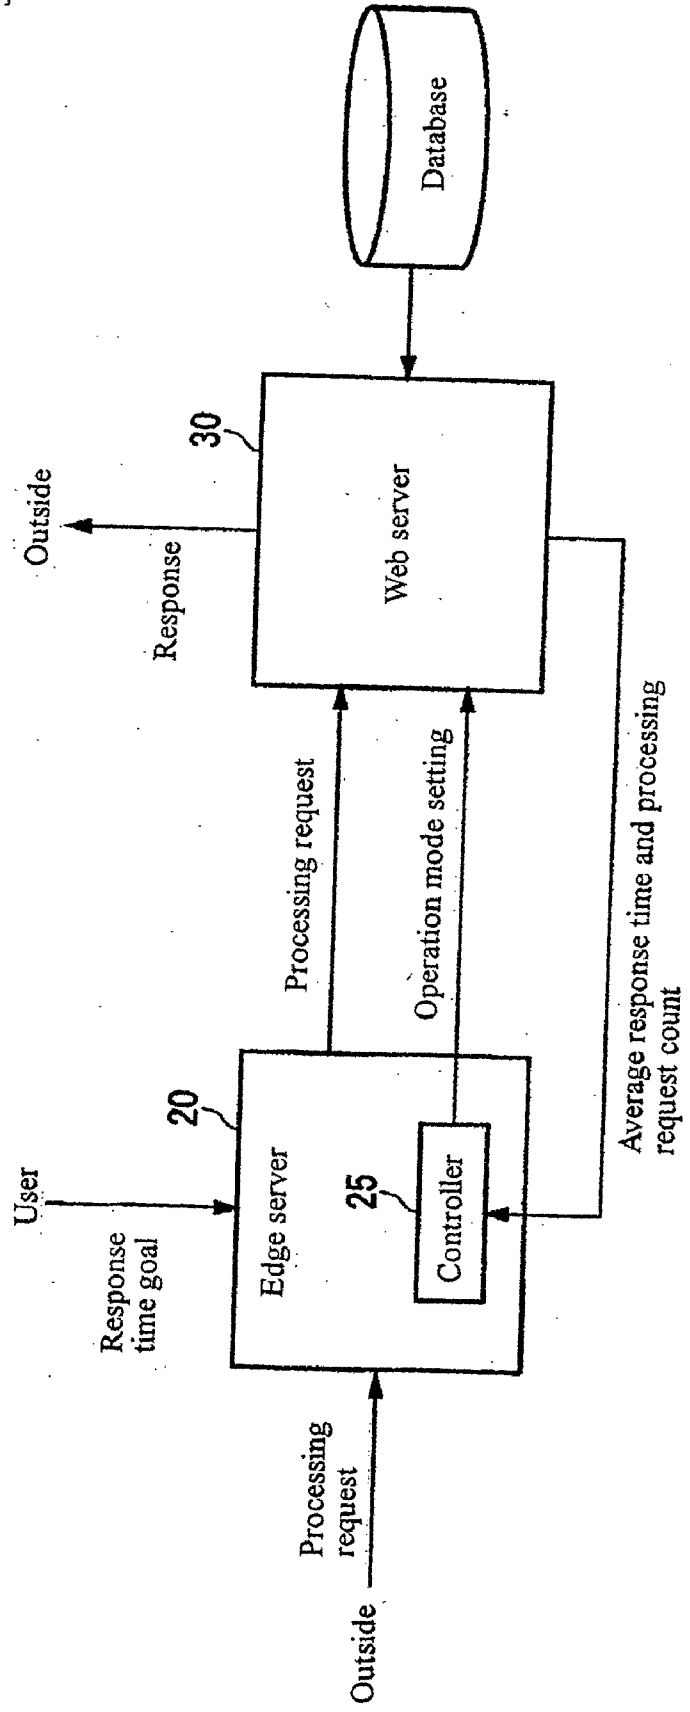 User
Response
time goal
20
Edge server
25
Controller
Outside
Processing
request
Processing request
Operation mode setting
Average response time and processing
request count
Outside
Response
30
Web server
Database